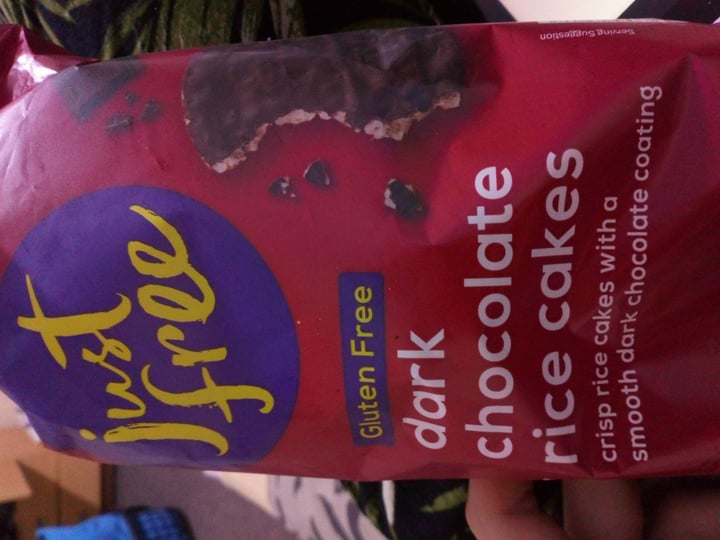 just
free
Gluten Free
dark
chocolate
rice cakes
crisp rice cakes with a
smooth dark chocolate coating
Serving Suggestion